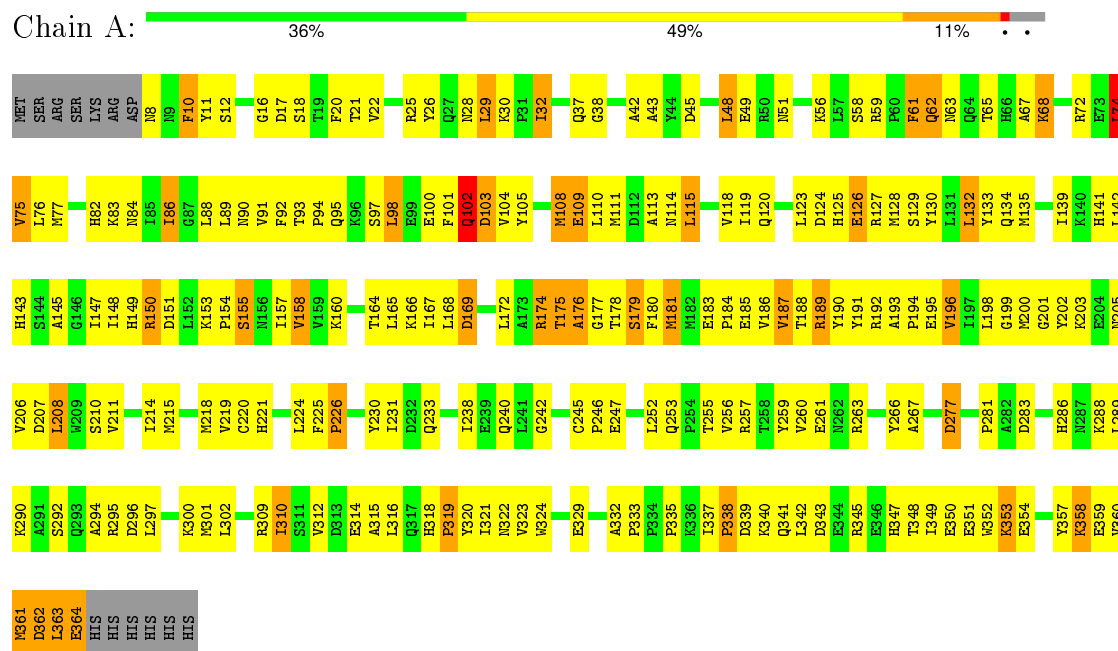 Chain A:
36% 49% 11% • •
MET SER ARG SER LYS ARG ASP N8 N9 F10 Y11 S12 G16 D17 S18 T19 F20 T21 V22 R25 Y26 Q27 N28 L29 K30 P31 I32 Q37 G38 A42 A43 Y44 D45 L48 E49 R50 N51 K56 L57 S58 R59 P60 F61 Q62 N63 Q64 T65 H66 A67 K68 R72 E73 L74
V75 L76 M77 H82 K83 N84 I85 I86 G87 L88 L89 N90 V91 F92 T93 P94 Q95 K96 S97 L98 E99 E100 F101 Q102 D103 V104 Y105 M108 E109 L110 M111 D112 A113 N114 L115 V118 I119 Q120 L123 D124 H125 E126 R127 M128 S129 Y130 L131 L132 Y133 Q134 M135 I139 K140 H141 L142
H143 S144 A145 G146 I147 I148 H149 R150 D151 L152 K153 P154 S155 N156 I157 V158 V159 K160 T164 L165 K166 I167 L168 D169 L172 A173 R174 T175 A176 G177 T178 S179 F180 M181 M182 E183 P184 E185 V186 V187 T188 R189 Y190 Y191 R192 A193 P194 E195 V196 I197 L198 G199 M200 G201 Y202 K203 E204 N205
V206 D207 L208 W209 S210 V211 I214 M215 M218 V219 C220 H221 L224 F225 P226 Y230 I231 D232 Q233 I238 E239 Q240 L241 G242 C245 P246 E247 L252 Q253 P254 T255 V256 R257 T258 Y259 V260 E261 N262 R263 Y266 A267 D277 P281 A282 D283 H286 N287 K288 L289
K290 A291 S292 Q293 A294 R295 D296 L297 K300 M301 L302 R309 I310 S311 V312 D313 E314 A315 L316 Q317 H318 P319 Y320 I321 N322 V323 W324 E329 A332 P333 P334 P335 K336 I337 P338 D339 K340 Q341 L342 D343 E344 R345 E346 H347 T348 I349 E350 E351 W352 K353 E354 Y357 K358 E359 W360
M361 D362 L363 E364 HIS HIS HIS HIS HIS HIS